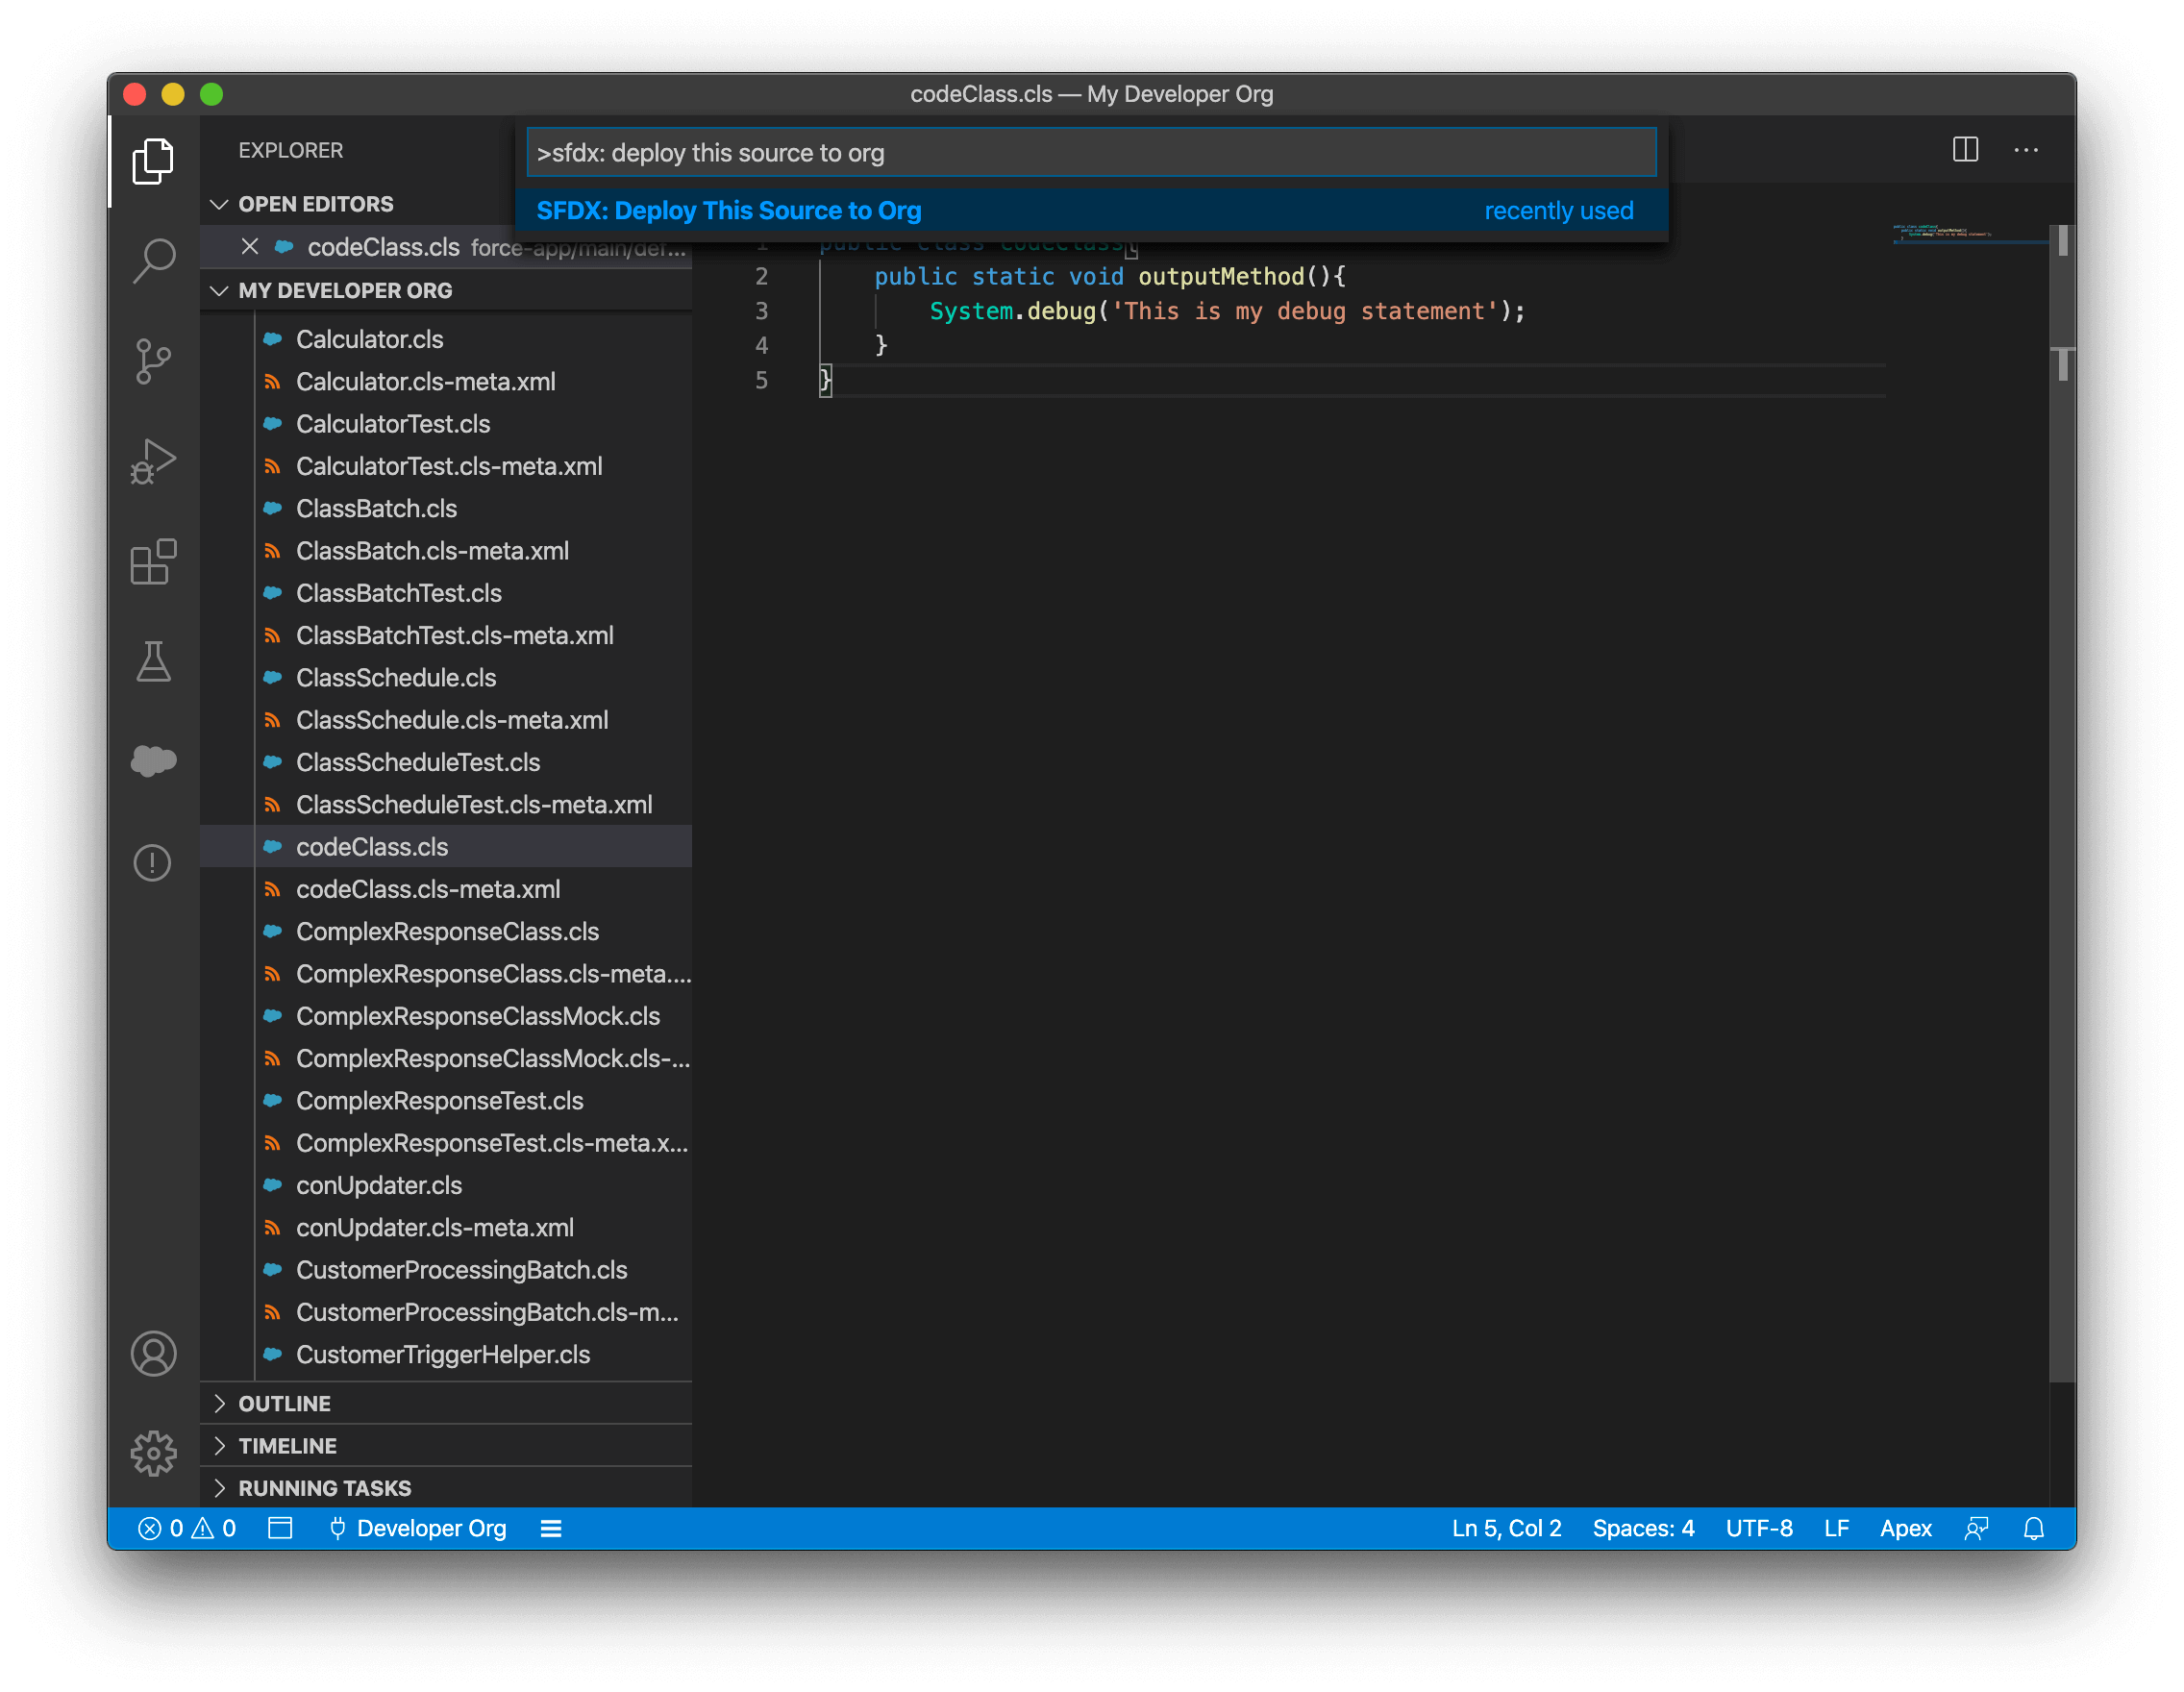 codeClass.cls — My Developer Org
EXPLORER
>sfdx: deploy this source to org
SFDX: Deploy This Source to Org recently used
OPEN EDITORS
codeClass.cls force-app/main/def...
MY DEVELOPER ORG
Calculator.cls
Calculator.cls-meta.xml
CalculatorTest.cls
CalculatorTest.cls-meta.xml
ClassBatch.cls
ClassBatch.cls-meta.xml
ClassBatchTest.cls
ClassBatchTest.cls-meta.xml
ClassSchedule.cls
ClassSchedule.cls-meta.xml
ClassScheduleTest.cls
ClassScheduleTest.cls-meta.xml
codeClass.cls
codeClass.cls-meta.xml
ComplexResponseClass.cls
ComplexResponseClass.cls-meta....
ComplexResponseClassMock.cls
ComplexResponseClassMock.cls-...
ComplexResponseTest.cls
ComplexResponseTest.cls-meta.x...
conUpdater.cls
conUpdater.cls-meta.xml
CustomerProcessingBatch.cls
CustomerProcessingBatch.cls-m...
CustomerTriggerHelper.cls
OUTLINE
TIMELINE
RUNNING TASKS
1 public class codeClass{
2 public static void outputMethod(){
3 System.debug('This is my debug statement');
4 }
5 }
0 0 Developer Org Ln 5, Col 2 Spaces: 4 UTF-8 LF Apex